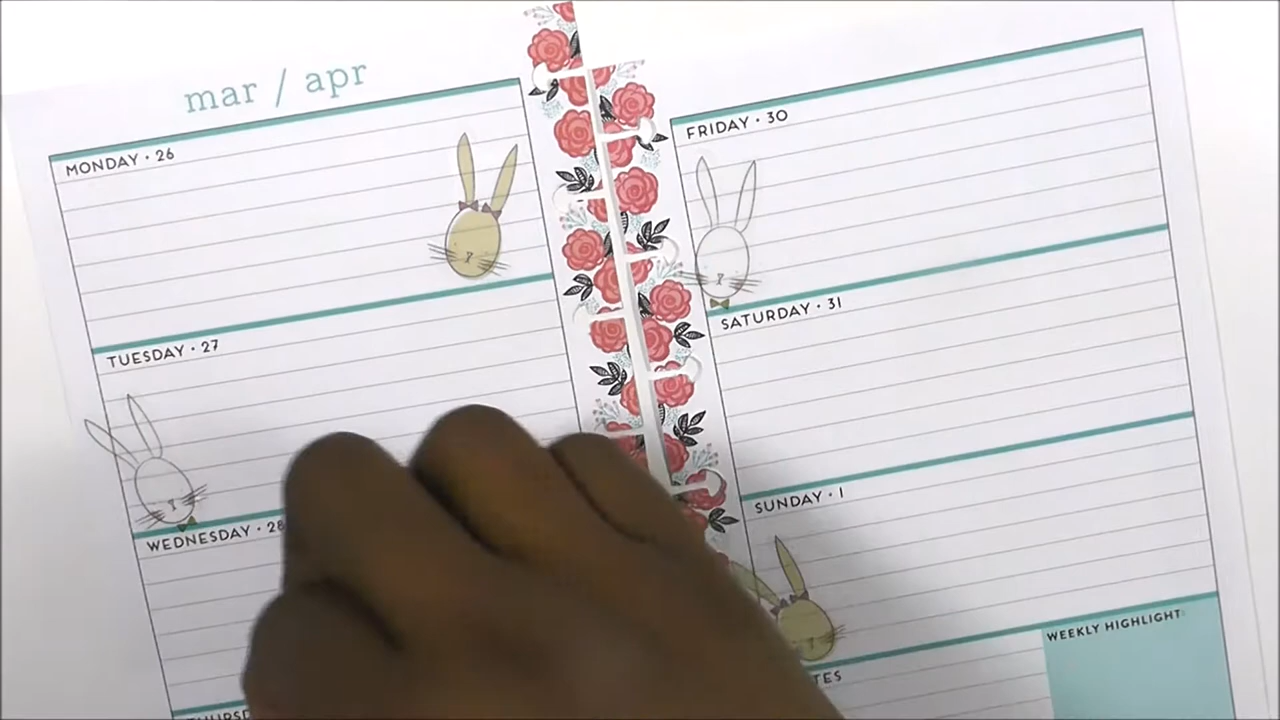 mar / apr
MONDAY · 26
TUESDAY · 27
WEDNESDAY · 28
FRIDAY · 30
SATURDAY · 31
SUNDAY · 1
WEEKLY HIGHLIGHT: